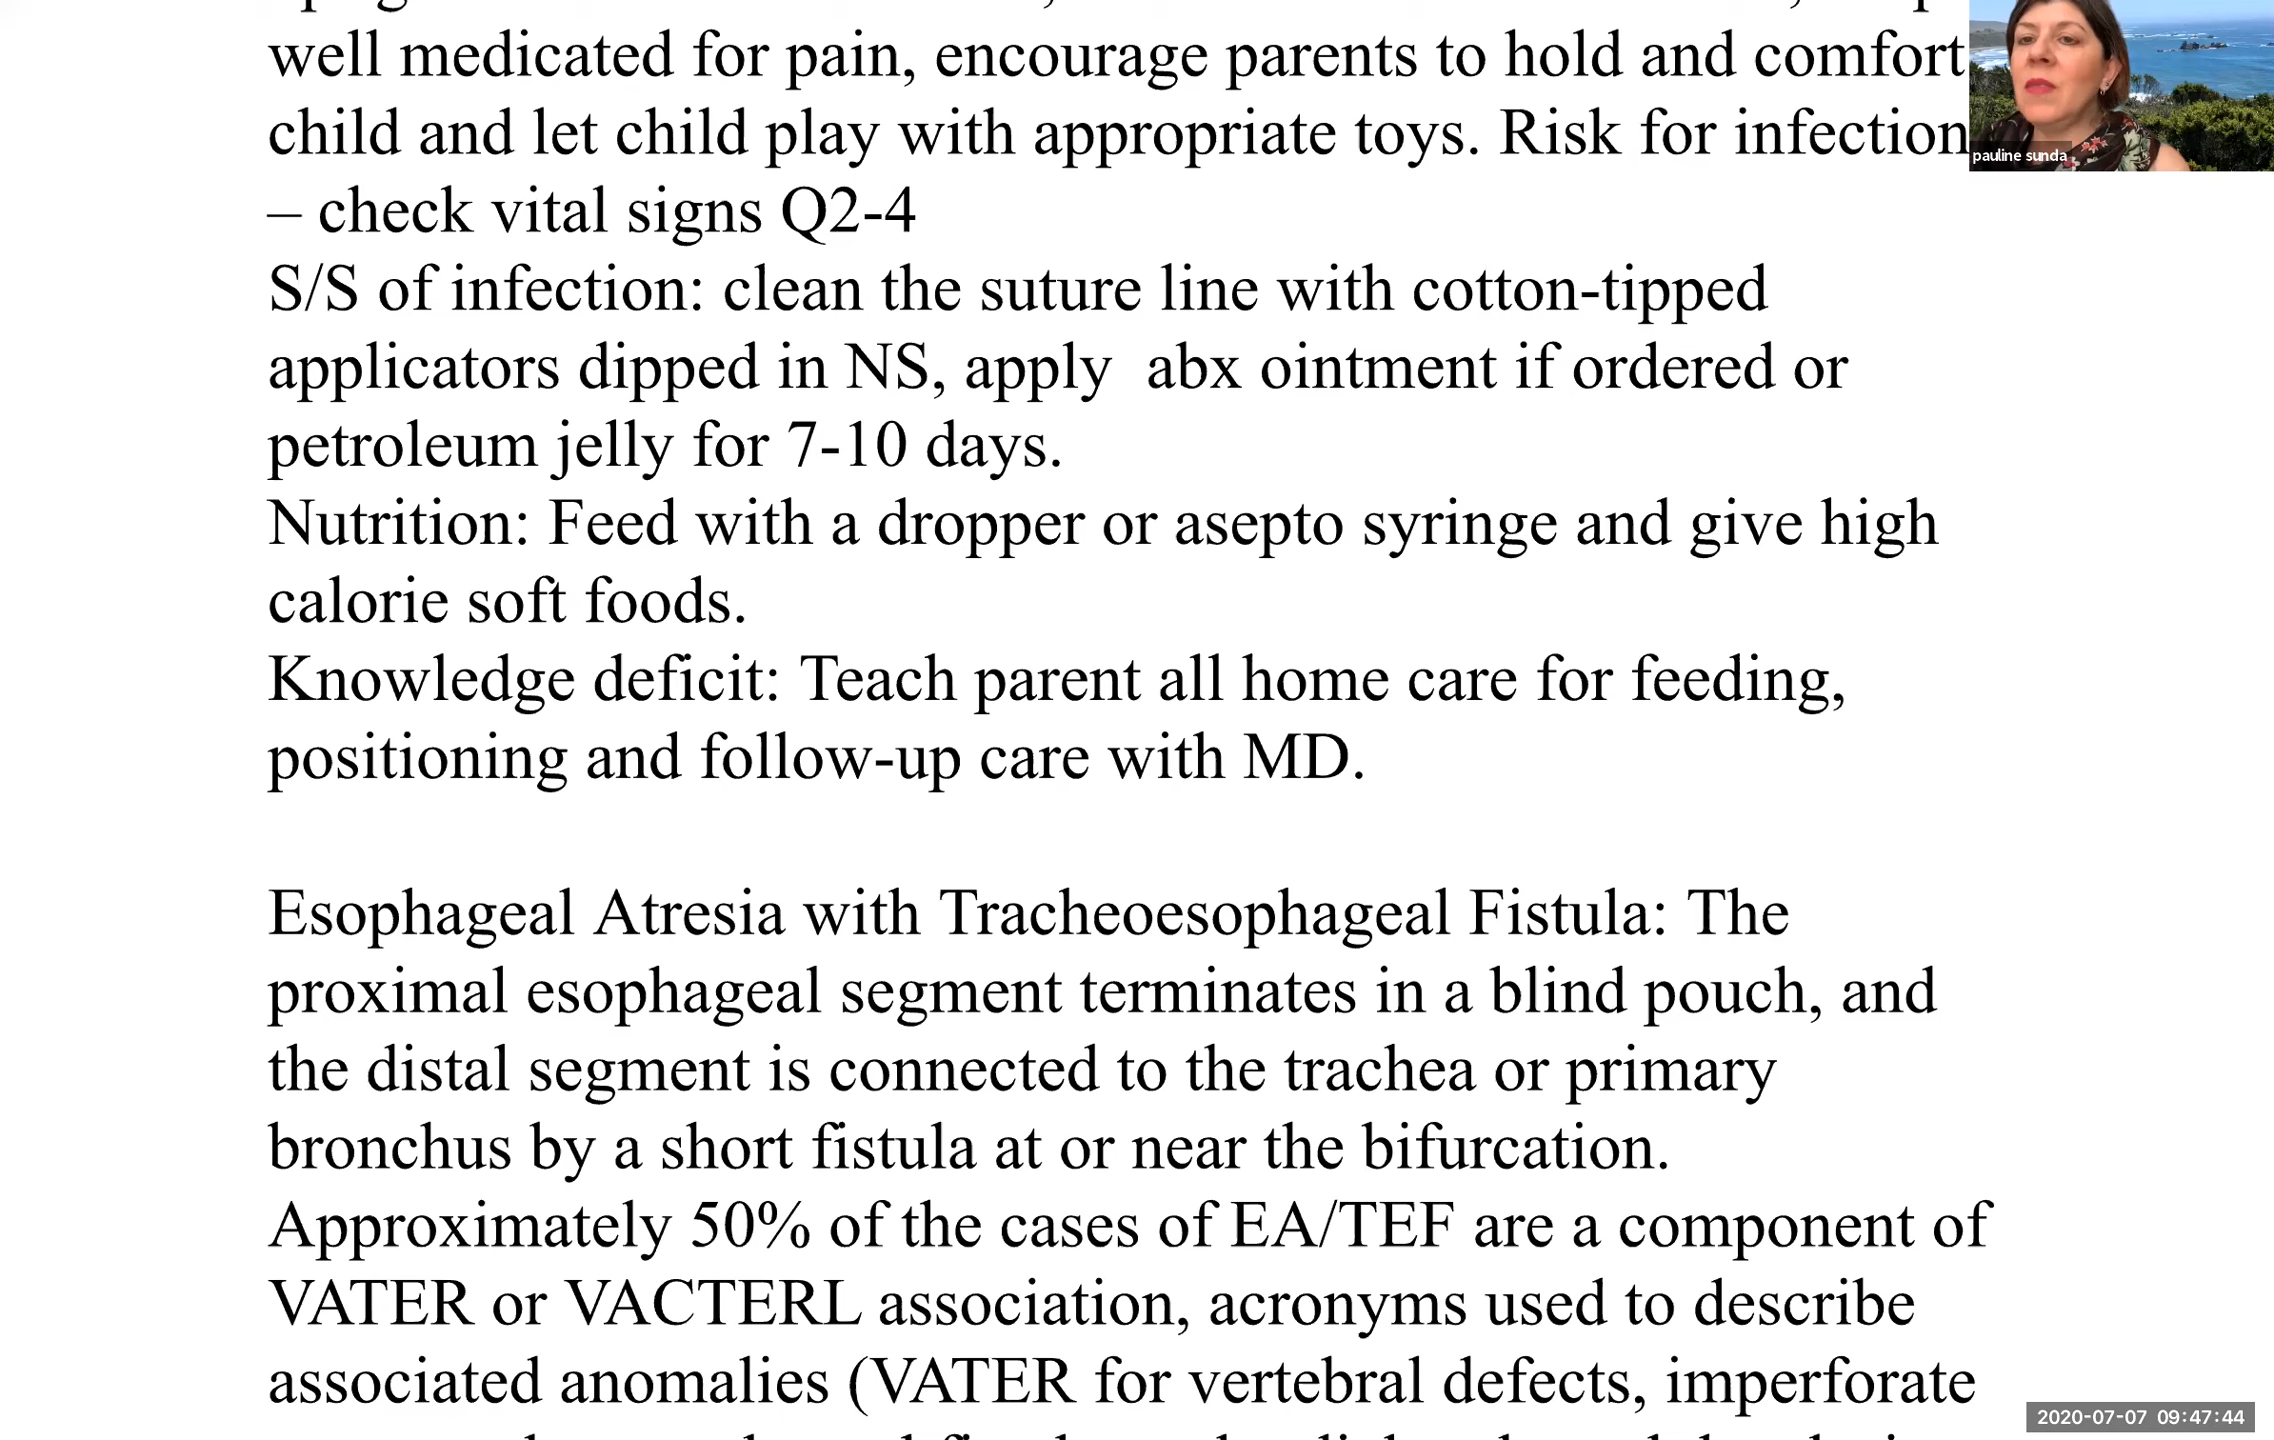 well medicated for pain, encourage parents to hold and comfort
child and let child play with appropriate toys. Risk for infection
– check vital signs Q2-4
S/S of infection: clean the suture line with cotton-tipped
applicators dipped in NS, apply  abx ointment if ordered or
petroleum jelly for 7-10 days.
Nutrition: Feed with a dropper or asepto syringe and give high
calorie soft foods.
Knowledge deficit: Teach parent all home care for feeding,
positioning and follow-up care with MD.
Esophageal Atresia with Tracheoesophageal Fistula: The
proximal esophageal segment terminates in a blind pouch, and
the distal segment is connected to the trachea or primary
bronchus by a short fistula at or near the bifurcation.
Approximately 50% of the cases of EA/TEF are a component of
VATER or VACTERL association, acronyms used to describe
associated anomalies (VATER for vertebral defects, imperforate
pauline sunda
2020-07-07 09:47:44